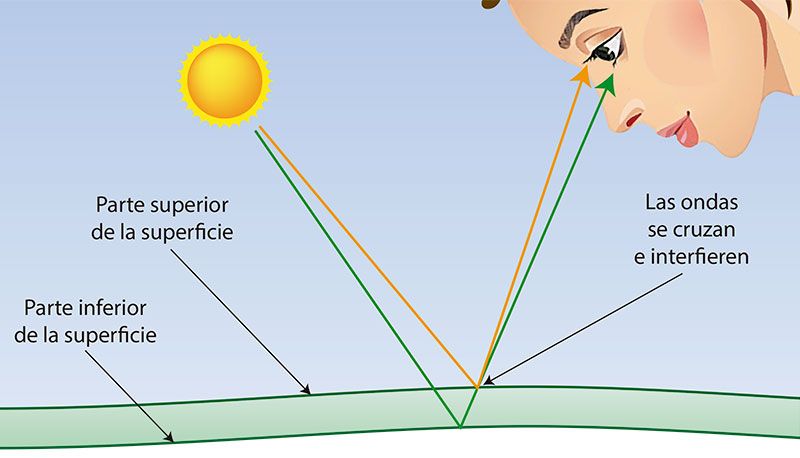 Parte superior
de la superficie
Parte inferior
de la superficie
Las ondas
se cruzan
e interfieren